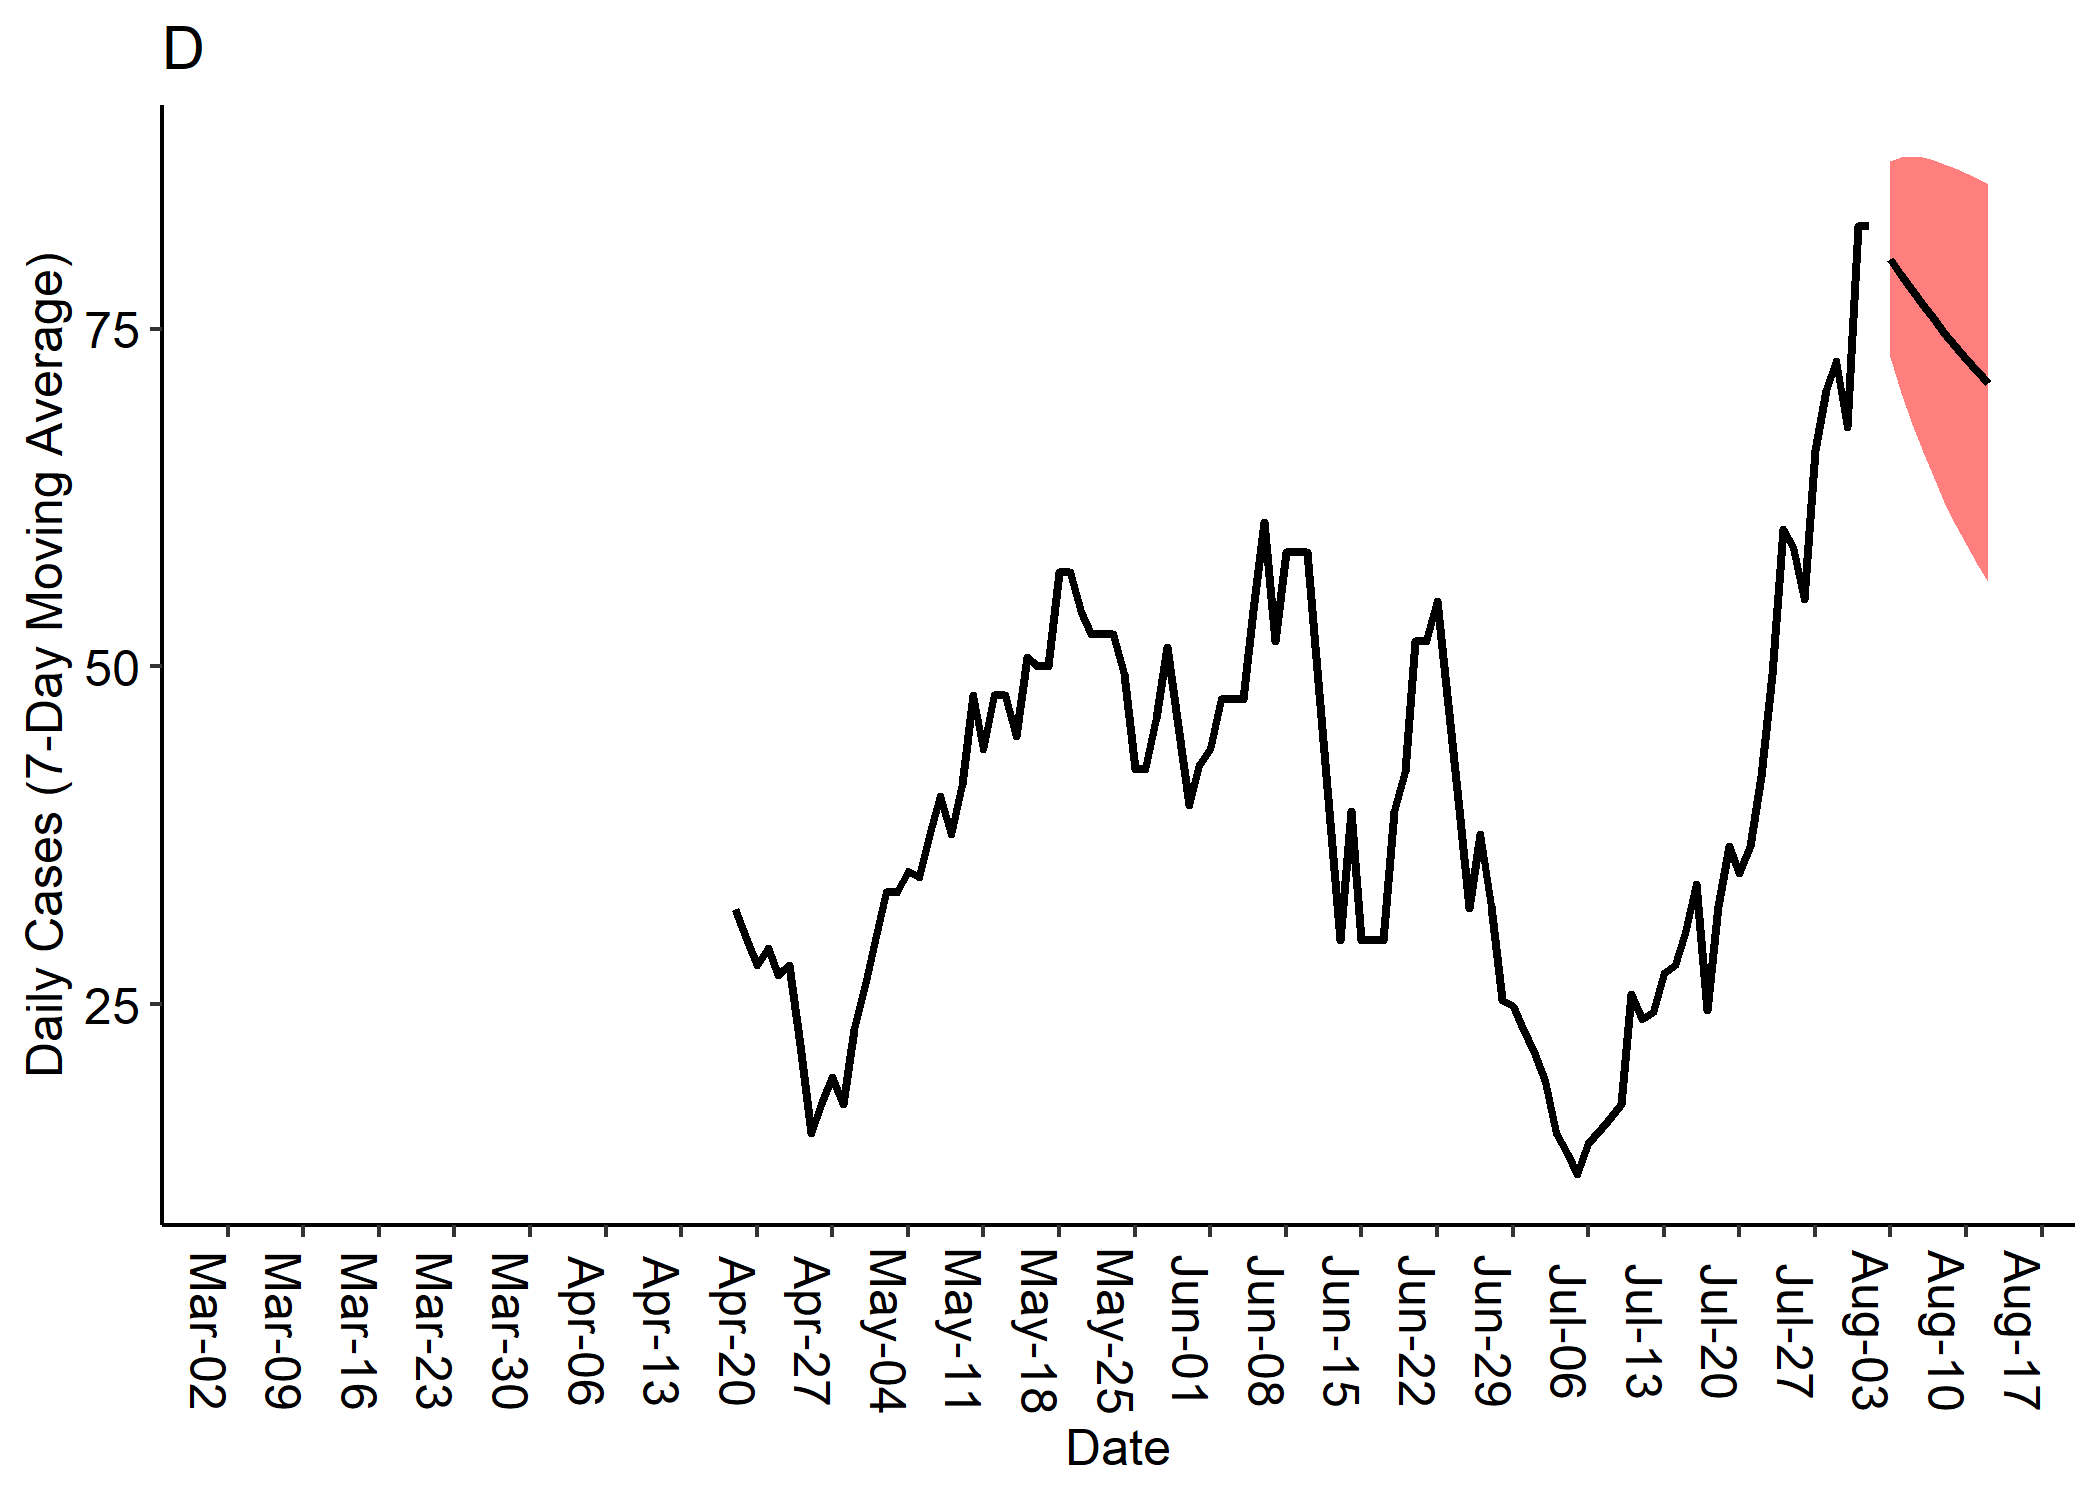 D
Daily Cases (7-Day Moving Average)
75
50
25
Mar-02
Mar-09
Mar-16
Mar-23
Mar-30
Apr-06
Apr-13
Apr-20
Apr-27
May-04
May-11
May-18
May-25
Jun-01
Jun-08
Jun-15
Jun-22
Jun-29
Jul-06
Jul-13
Jul-20
Jul-27
Aug-03
Aug-10
Aug-17
Date